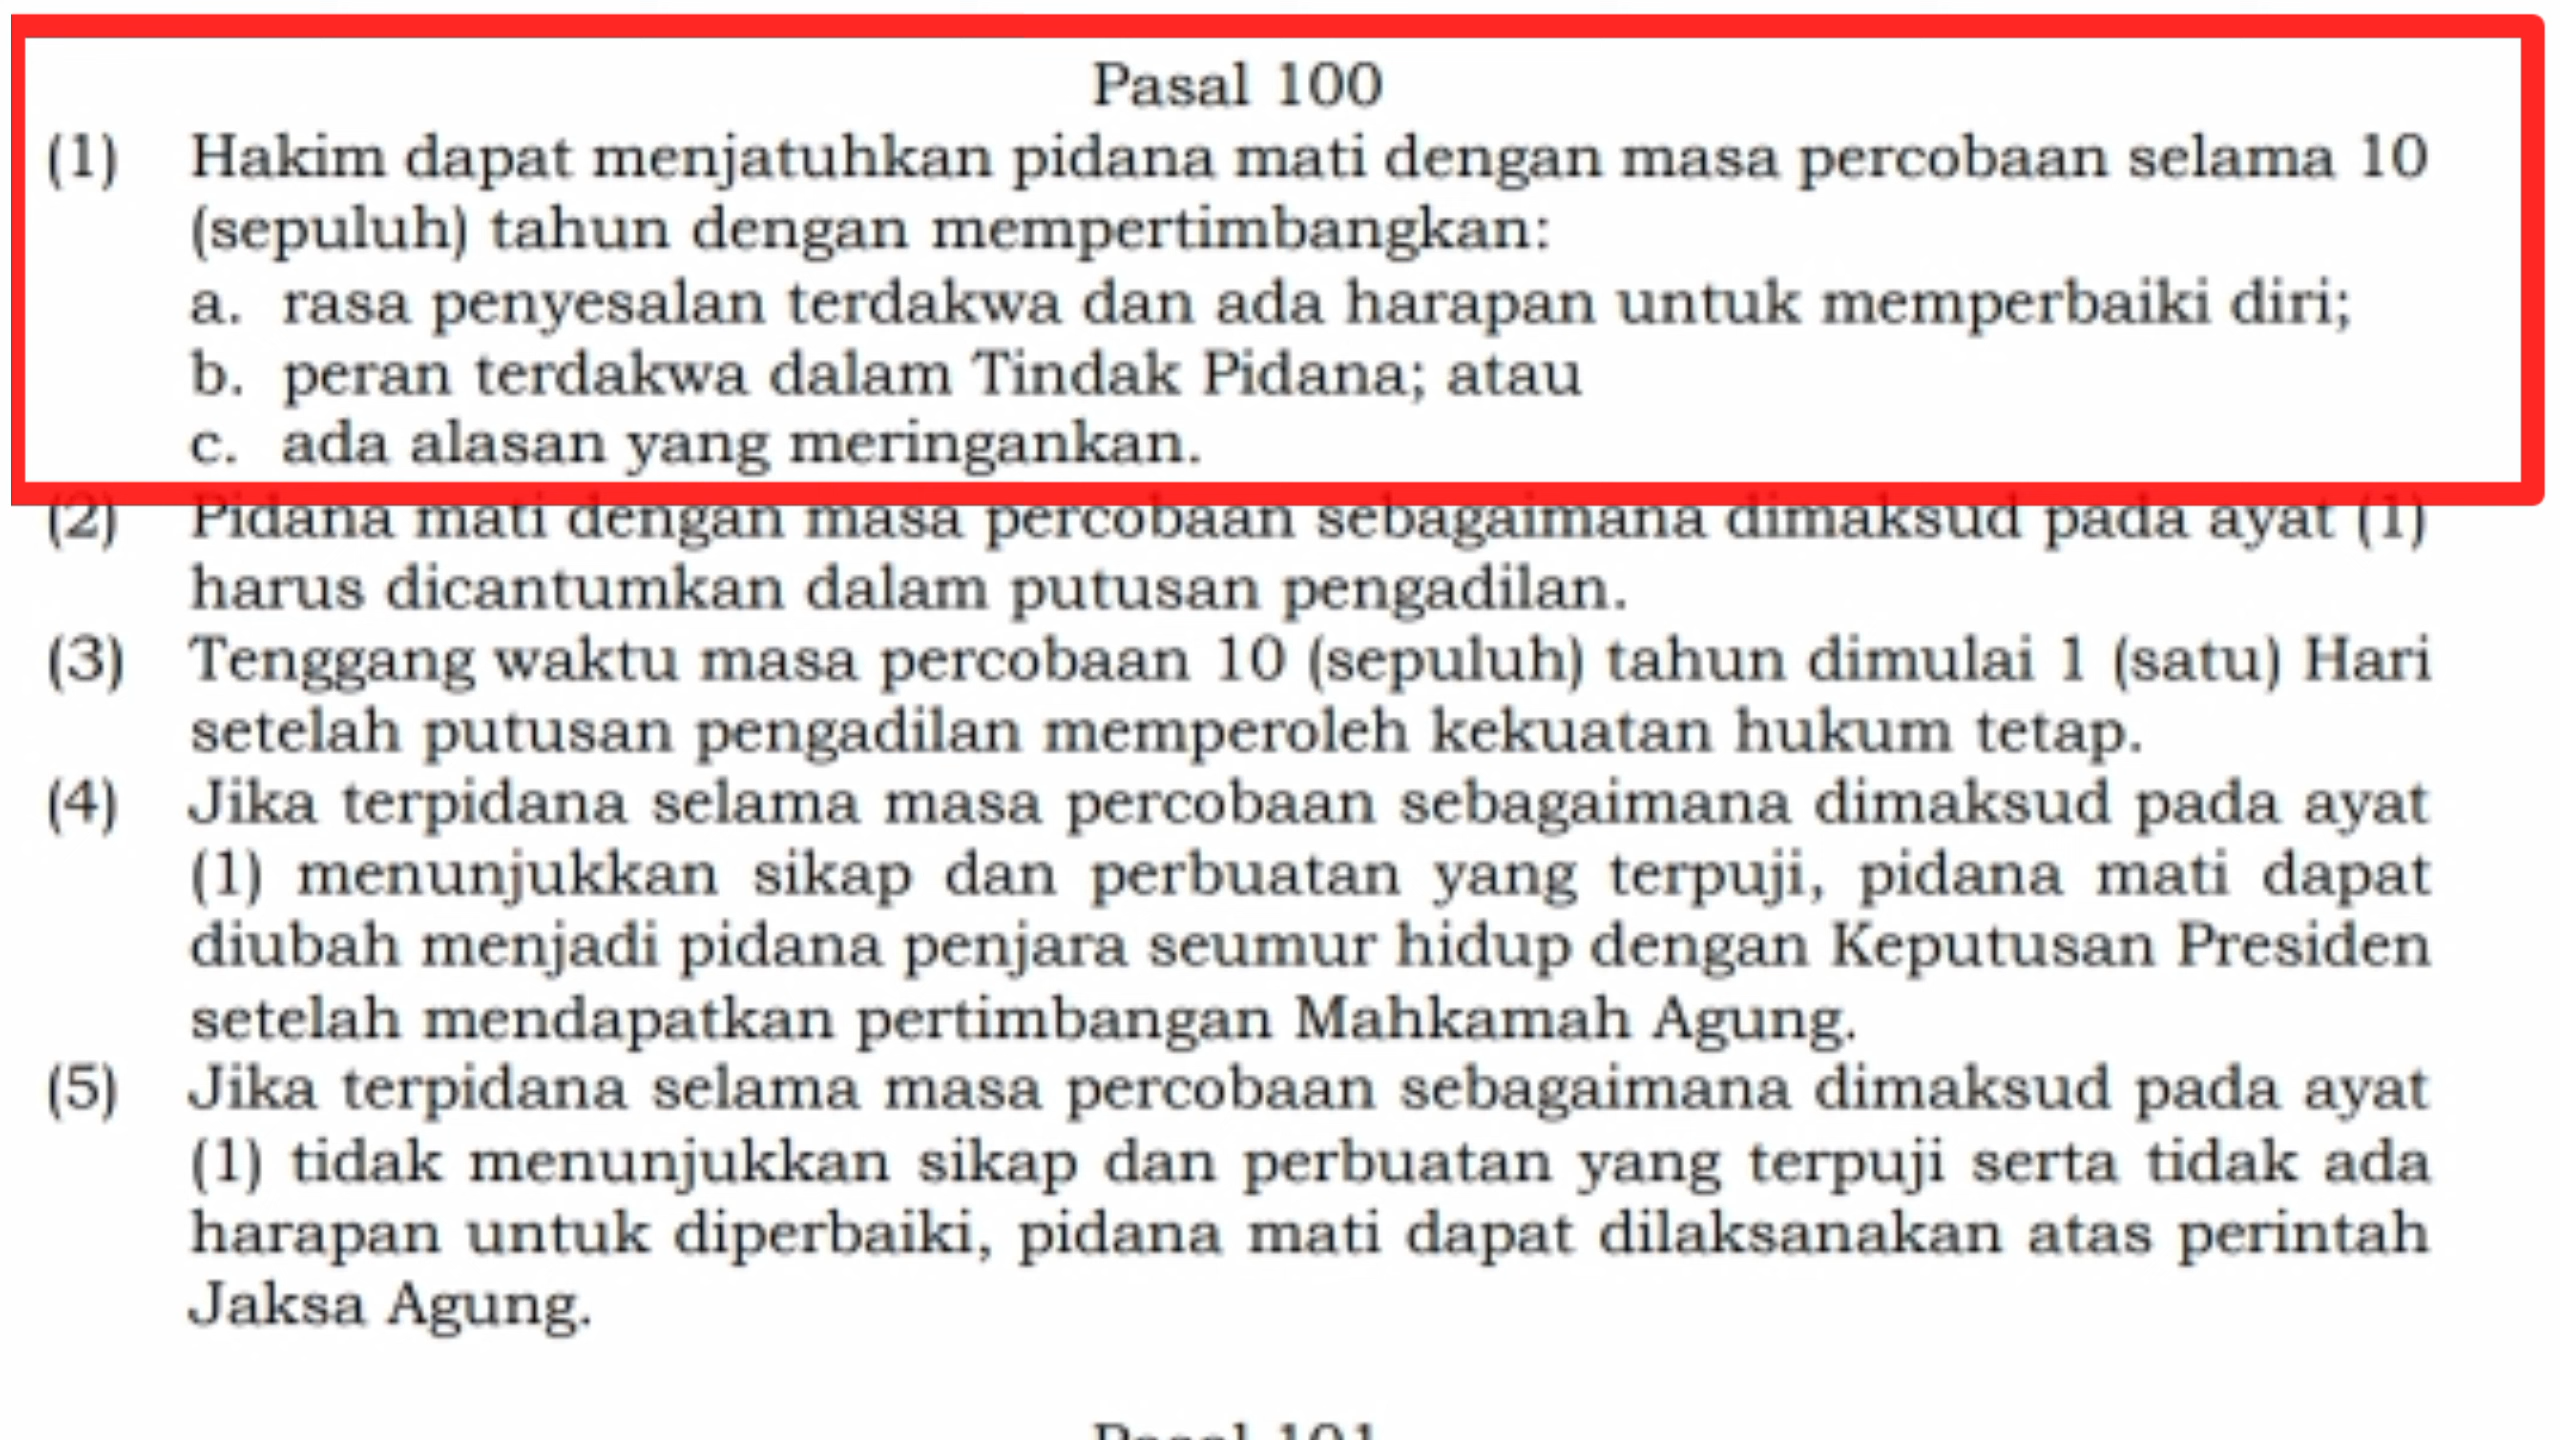 Pasal 100
(1) Hakim dapat menjatuhkan pidana mati dengan masa percobaan selama 10
(sepuluh) tahun dengan mempertimbangkan:
a. rasa penyesalan terdakwa dan ada harapan untuk memperbaiki diri;
b. peran terdakwa dalam Tindak Pidana; atau
c. ada alasan yang meringankan.
(2) Pidana mati dengan masa percobaan sebagaimana dimaksud pada ayat (1)
harus dicantumkan dalam putusan pengadilan.
(3) Tenggang waktu masa percobaan 10 (sepuluh) tahun dimulai 1 (satu) Hari
setelah putusan pengadilan memperoleh kekuatan hukum tetap.
(4) Jika terpidana selama masa percobaan sebagaimana dimaksud pada ayat
(1) menunjukkan sikap dan perbuatan yang terpuji, pidana mati dapat
diubah menjadi pidana penjara seumur hidup dengan Keputusan Presiden
setelah mendapatkan pertimbangan Mahkamah Agung.
(5) Jika terpidana selama masa percobaan sebagaimana dimaksud pada ayat
(1) tidak menunjukkan sikap dan perbuatan yang terpuji serta tidak ada
harapan untuk diperbaiki, pidana mati dapat dilaksanakan atas perintah
Jaksa Agung.
Pasal 101